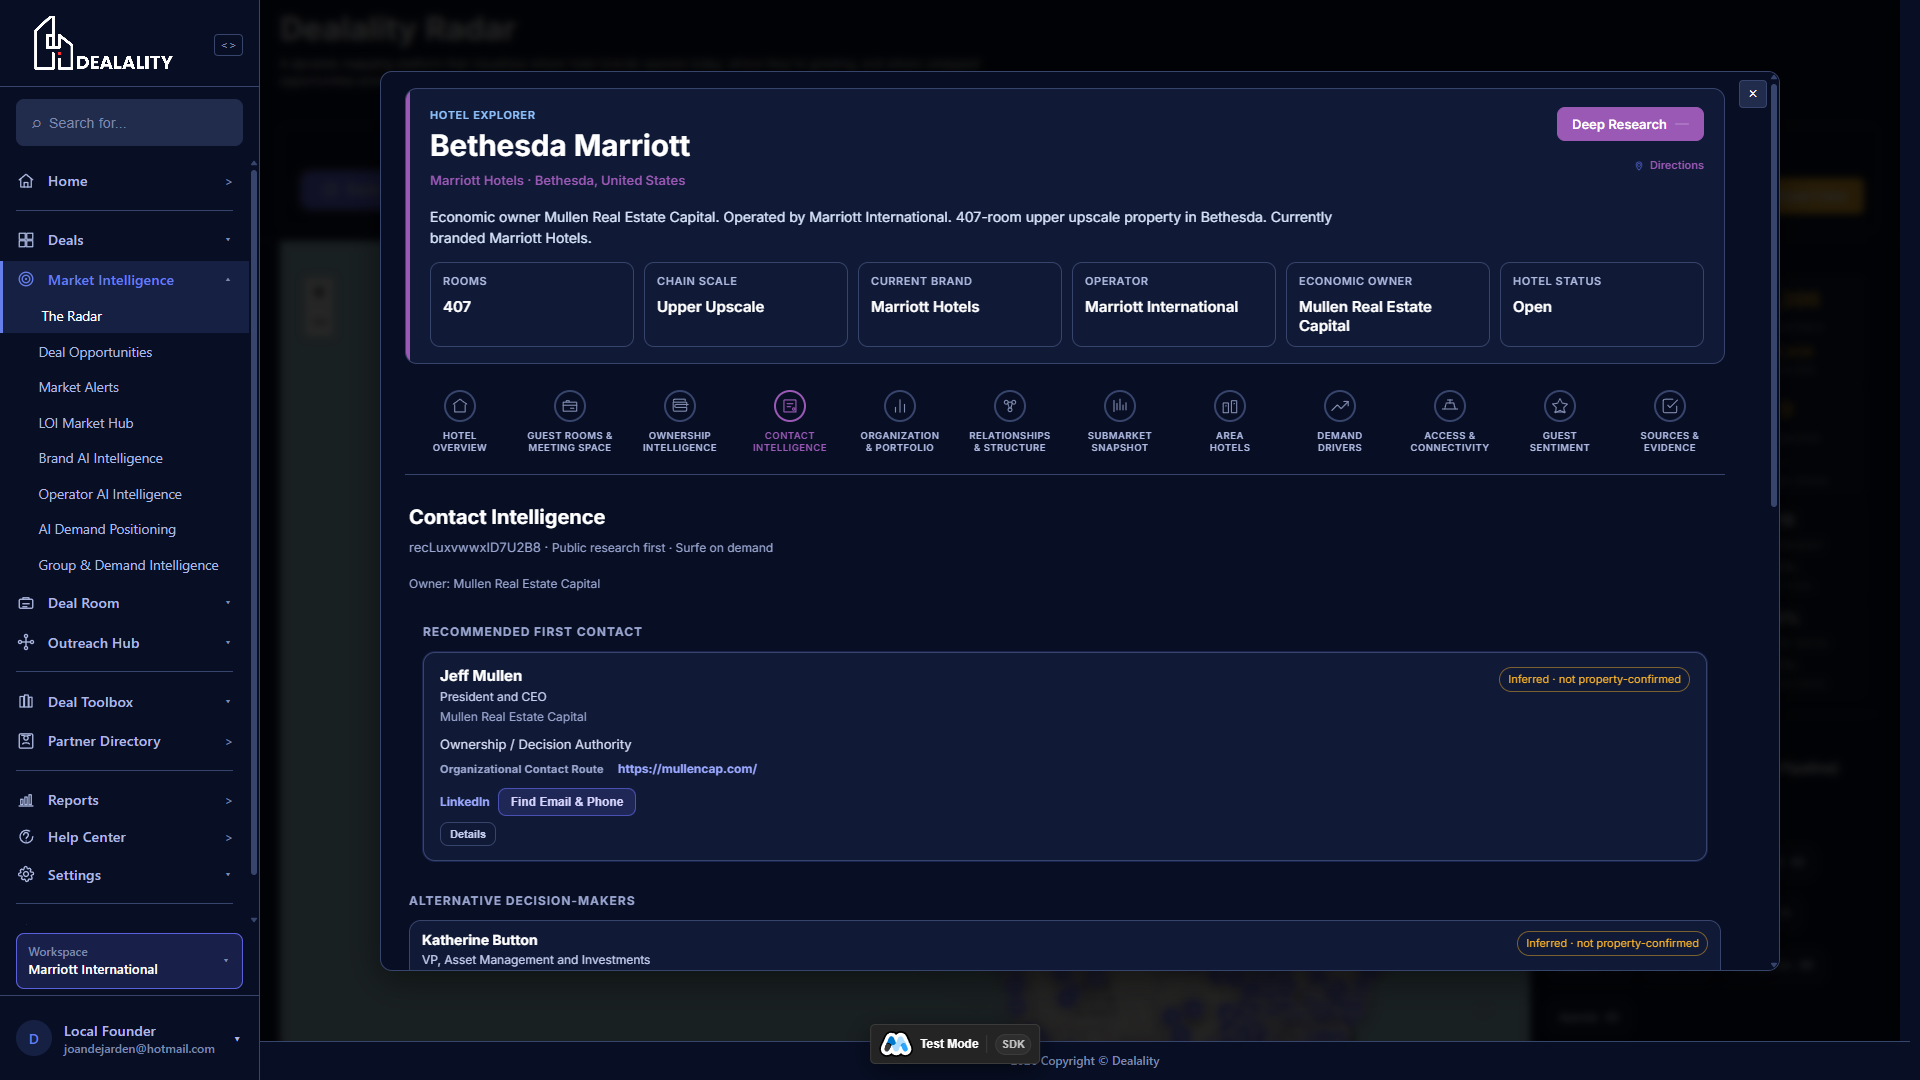 DEALALITY
<>
Search for...
Home
Deals
Market Intelligence
The Radar
Deal Opportunities
Market Alerts
LOI Market Hub
Brand AI Intelligence
Operator AI Intelligence
AI Demand Positioning
Group & Demand Intelligence
Deal Room
Outreach Hub
Deal Toolbox
Partner Directory
Reports
Help Center
Settings
Workspace
Marriott International
D
Local Founder
joandejarden@hotmail.com
Dealality Radar
HOTEL EXPLORER
Bethesda Marriott
Marriott Hotels · Bethesda, United States
Deep Research
Directions
Economic owner Mullen Real Estate Capital. Operated by Marriott International. 407-room upper upscale property in Bethesda. Currently
branded Marriott Hotels.
ROOMS
407
CHAIN SCALE
Upper Upscale
CURRENT BRAND
Marriott Hotels
OPERATOR
Marriott International
ECONOMIC OWNER
Mullen Real Estate
Capital
HOTEL STATUS
Open
HOTEL
OVERVIEW
GUEST ROOMS &
MEETING SPACE
OWNERSHIP
INTELLIGENCE
CONTACT
INTELLIGENCE
ORGANIZATION
& PORTFOLIO
RELATIONSHIPS
& STRUCTURE
SUBMARKET
SNAPSHOT
AREA
HOTELS
DEMAND
DRIVERS
ACCESS &
CONNECTIVITY
GUEST
SENTIMENT
SOURCES &
EVIDENCE
Contact Intelligence
recLuxvwwxID7U2B8 · Public research first · Surfe on demand
Owner: Mullen Real Estate Capital
RECOMMENDED FIRST CONTACT
Jeff Mullen
Inferred · not property-confirmed
President and CEO
Mullen Real Estate Capital
Ownership / Decision Authority
Organizational Contact Route https://mullencap.com/
LinkedIn Find Email & Phone
Details
ALTERNATIVE DECISION-MAKERS
Katherine Button
Inferred · not property-confirmed
VP, Asset Management and Investments
Test Mode SDK
Copyright © Dealality